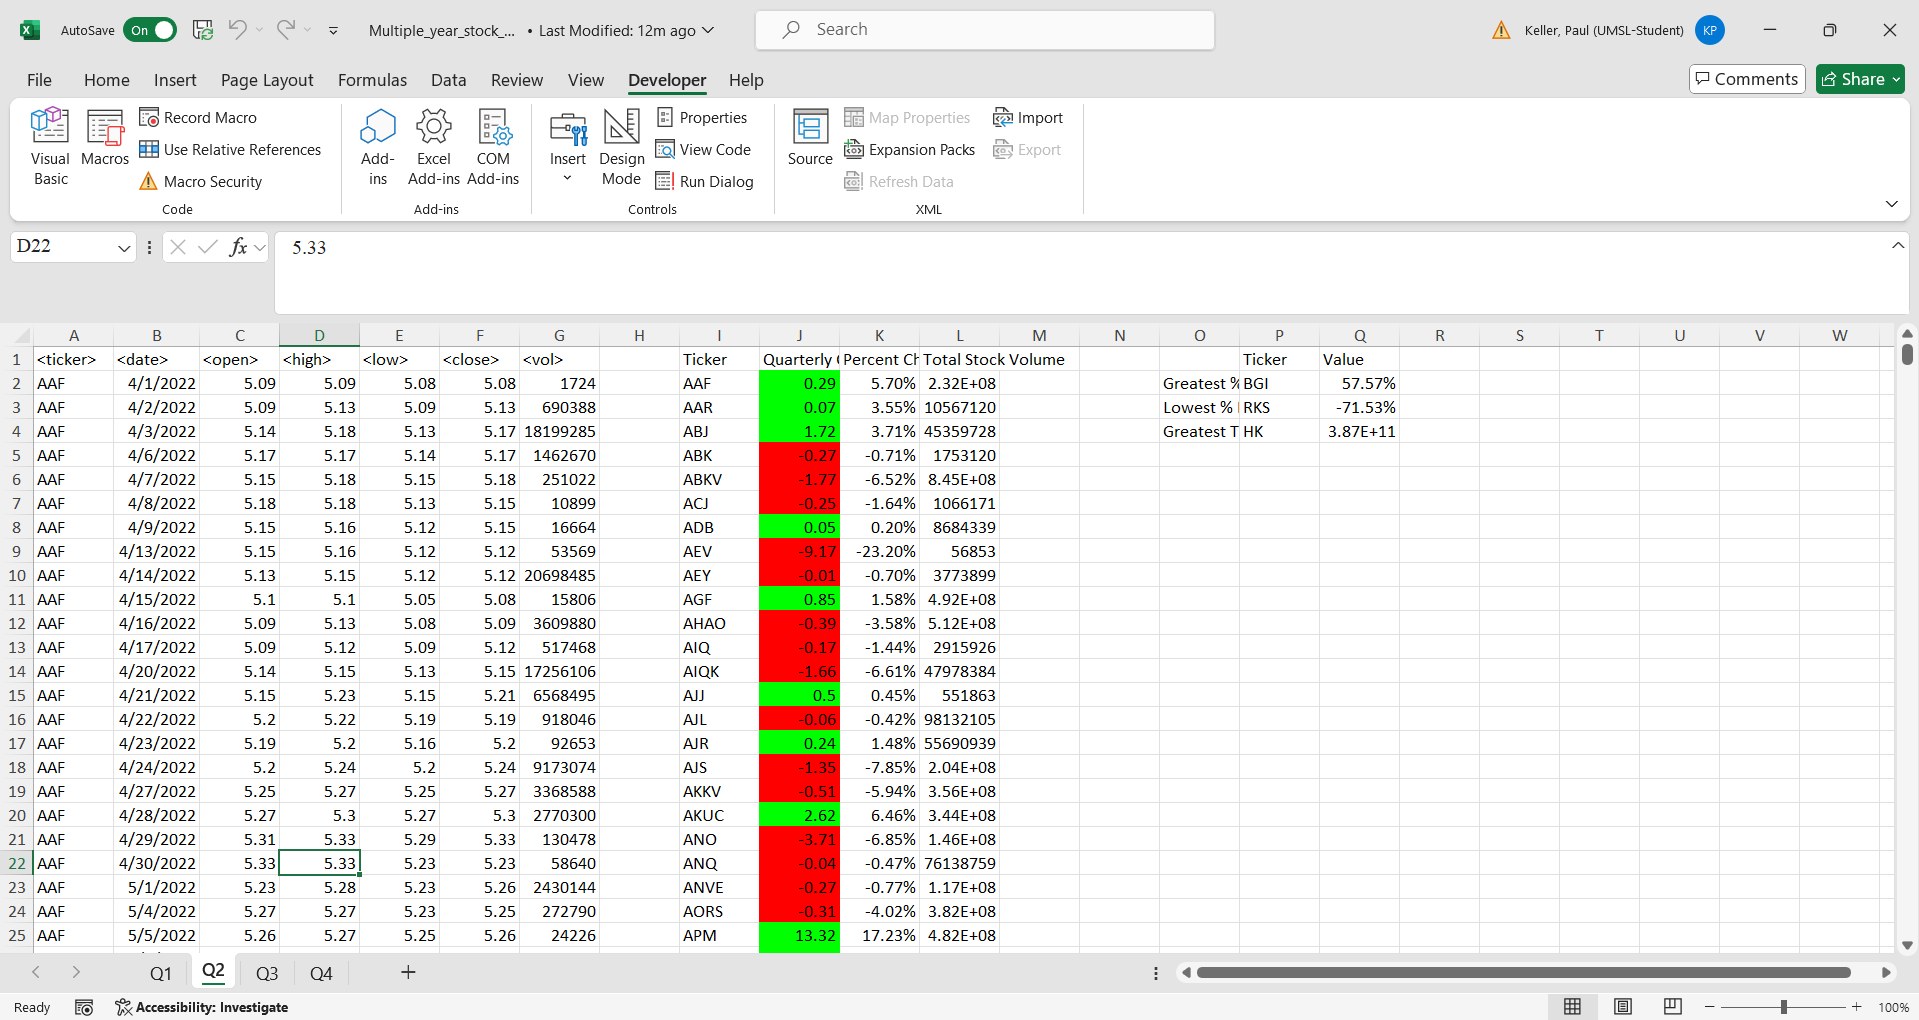 AutoSave On Multiple_year_stock_... • Last Modified: 12m ago Search Keller, Paul (UMSL-Student) KP
File Home Insert Page Layout Formulas Data Review View Developer Help Comments Share
Visual Basic
Macros
Record Macro
Use Relative References
Macro Security
Code
Add-ins
Excel Add-ins
COM Add-ins
Add-ins
Insert
Design Mode
Properties
View Code
Run Dialog
Controls
Source
Map Properties
Expansion Packs
Refresh Data
Import
Export
XML
D22 fx 5.33
A B C D E F G H I J K L M N O P Q R S T U V W
1 <ticker> <date> <open> <high> <low> <close> <vol> Ticker Quarterly C Percent Ch Total Stock Volume Ticker Value
2 AAF 4/1/2022 5.09 5.09 5.08 5.08 1724 AAF 0.29 5.70% 2.32E+08 Greatest % BGI 57.57%
3 AAF 4/2/2022 5.09 5.13 5.09 5.13 690388 AAR 0.07 3.55% 10567120 Lowest % RKS -71.53%
4 AAF 4/3/2022 5.14 5.18 5.13 5.17 18199285 ABJ 1.72 3.71% 45359728 Greatest T HK 3.87E+11
5 AAF 4/6/2022 5.17 5.17 5.14 5.17 1462670 ABK -0.27 -0.71% 1753120
6 AAF 4/7/2022 5.15 5.18 5.15 5.18 251022 ABKV -1.77 -6.52% 8.45E+08
7 AAF 4/8/2022 5.18 5.18 5.13 5.15 10899 ACJ -0.25 -1.64% 1066171
8 AAF 4/9/2022 5.15 5.16 5.12 5.15 16664 ADB 0.05 0.20% 8684339
9 AAF 4/13/2022 5.15 5.16 5.12 5.12 53569 AEV -9.17 -23.20% 56853
10 AAF 4/14/2022 5.13 5.15 5.12 5.12 20698485 AEY -0.01 -0.70% 3773899
11 AAF 4/15/2022 5.1 5.1 5.05 5.08 15806 AGF 0.85 1.58% 4.92E+08
12 AAF 4/16/2022 5.09 5.13 5.08 5.09 3609880 AHAO -0.39 -3.58% 5.12E+08
13 AAF 4/17/2022 5.09 5.12 5.09 5.12 517468 AIQ -0.17 -1.44% 2915926
14 AAF 4/20/2022 5.14 5.15 5.13 5.15 17256106 AIQK -1.66 -6.61% 47978384
15 AAF 4/21/2022 5.15 5.23 5.15 5.21 6568495 AJJ 0.5 0.45% 551863
16 AAF 4/22/2022 5.2 5.22 5.19 5.19 918046 AJL -0.06 -0.42% 98132105
17 AAF 4/23/2022 5.19 5.2 5.16 5.2 92653 AJR 0.24 1.48% 55690939
18 AAF 4/24/2022 5.2 5.24 5.2 5.24 9173074 AJS -1.35 -7.85% 2.04E+08
19 AAF 4/27/2022 5.25 5.27 5.25 5.27 3368588 AKKV -0.51 -5.94% 3.56E+08
20 AAF 4/28/2022 5.27 5.3 5.27 5.3 2770300 AKUC 2.62 6.46% 3.44E+08
21 AAF 4/29/2022 5.31 5.33 5.29 5.33 130478 ANO -3.71 -6.85% 1.46E+08
22 AAF 4/30/2022 5.33 5.33 5.23 5.23 58640 ANQ -0.04 -0.47% 76138759
23 AAF 5/1/2022 5.23 5.28 5.23 5.26 2430144 ANVE -0.27 -0.77% 1.17E+08
24 AAF 5/4/2022 5.27 5.27 5.23 5.25 272790 AORS -0.31 -4.02% 3.82E+08
25 AAF 5/5/2022 5.26 5.27 5.25 5.26 24226 APM 13.32 17.23% 4.82E+08
Q1 Q2 Q3 Q4
Ready Accessibility: Investigate 100%